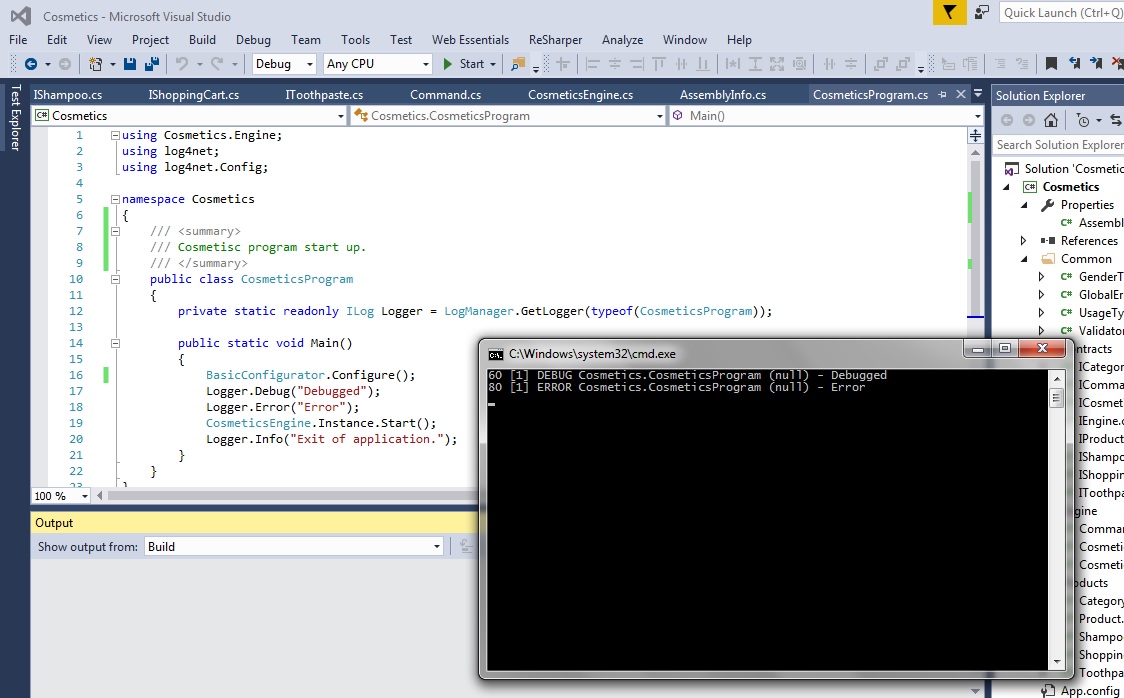 Cosmetics - Microsoft Visual Studio
Quick Launch (Ctrl+Q)
File Edit View Project Build Debug Team Tools Test Web Essentials ReSharper Analyze Window Help
Debug Any CPU Start
Test Explorer
IShampoo.cs IShoppingCart.cs IToothpaste.cs Command.cs CosmeticsEngine.cs AssemblyInfo.cs CosmeticsProgram.cs
C# Cosmetics Cosmetics.CosmeticsProgram Main()
1 using Cosmetics.Engine;
2 using log4net;
3 using log4net.Config;
4
5 namespace Cosmetics
6 {
7 /// <summary>
8 /// Cosmetisc program start up.
9 /// </summary>
10 public class CosmeticsProgram
11 {
12 private static readonly ILog Logger = LogManager.GetLogger(typeof(CosmeticsProgram));
13
14 public static void Main()
15 {
16 BasicConfigurator.Configure();
17 Logger.Debug("Debugged");
18 Logger.Error("Error");
19 CosmeticsEngine.Instance.Start();
20 Logger.Info("Exit of application.");
21 }
22 }
23 }
100 %
Output
Show output from: Build
C:\Windows\system32\cmd.exe
60 [1] DEBUG Cosmetics.CosmeticsProgram (null) - Debugged
80 [1] ERROR Cosmetics.CosmeticsProgram (null) - Error
Solution Explorer
Search Solution Explorer
Solution 'Cosmetic
C# Cosmetics
Properties
C# Assembl
References
Common
C# GenderT
C# GlobalEr
C# UsageTy
C# Validator
ntracts
ICategor
IComma
ICosmet
IEngine.c
IProduct
IShampo
IShoppin
IToothpa
gine
Commar
Cosmeti
Cosmeti
oducts
Category
Product.
Shampo
Shoppin
Toothpa
App.config